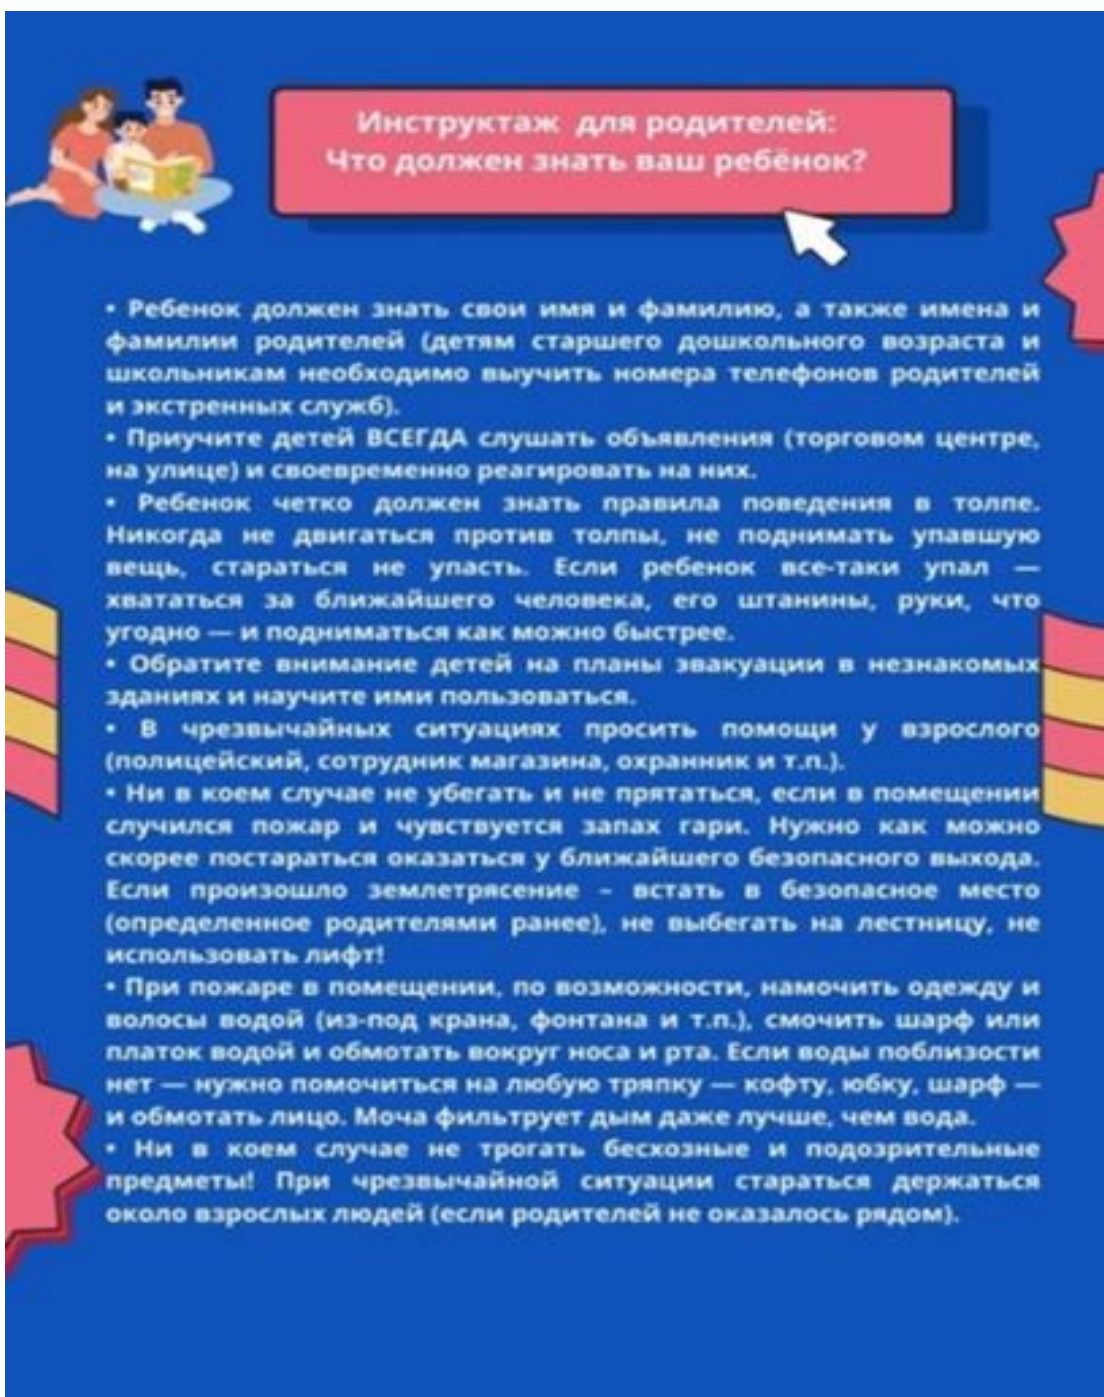 Инструктаж для родителей:
Что должен знать ваш ребёнок?
• Ребенок должен знать свои имя и фамилию, а также имена и
фамилии родителей (детям старшего дошкольного возраста и
школьникам необходимо выучить номера телефонов родителей
и экстренных служб).
• Приучите детей ВСЕГДА слушать объявления (торговом центре,
на улице) и своевременно реагировать на них.
• Ребенок четко должен знать правила поведения в толпе.
Никогда не двигаться против толпы, не поднимать упавшую
вещь, стараться не упасть. Если ребенок все-таки упал —
хвататься за ближайшего человека, его штанины, руки, что
угодно — и подниматься как можно быстрее.
• Обратите внимание детей на планы эвакуации в незнакомых
зданиях и научите ими пользоваться.
• В чрезвычайных ситуациях просить помощи у взрослого
(полицейский, сотрудник магазина, охранник и т.п.).
• Ни в коем случае не убегать и не прятаться, если в помещении
случился пожар и чувствуется запах гари. Нужно как можно
скорее постараться оказаться у ближайшего безопасного выхода.
Если произошло землетрясение – встать в безопасное место
(определенное родителями ранее), не выбегать на лестницу, не
использовать лифт!
• При пожаре в помещении, по возможности, намочить одежду и
волосы водой (из-под крана, фонтана и т.п.), смочить шарф или
платок водой и обмотать вокруг носа и рта. Если воды поблизости
нет — нужно помочиться на любую тряпку — кофту, юбку, шарф —
и обмотать лицо. Моча фильтрует дым даже лучше, чем вода.
• Ни в коем случае не трогать бесхозные и подозрительные
предметы! При чрезвычайной ситуации стараться держаться
около взрослых людей (если родителей не оказалось рядом).